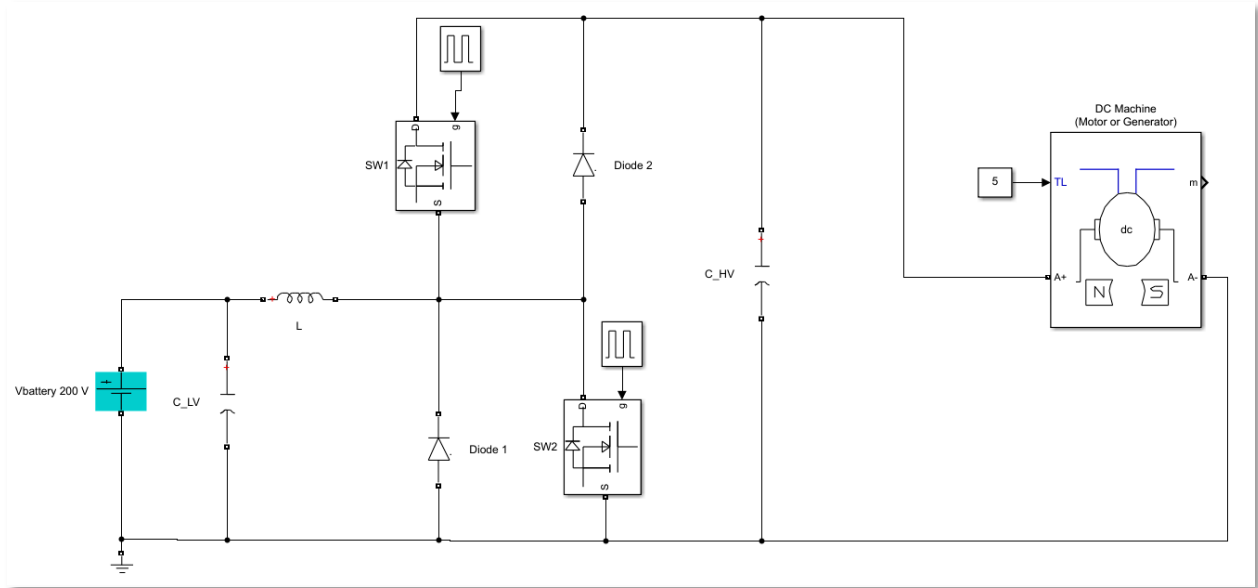 DC Machine
(Motor or Generator)
D
g
SW1
S
Diode 2
5
TL
m
dc
A+
A-
N
S
C_HV
L
Vbattery 200 V
C_LV
Diode 1
D
g
SW2
S